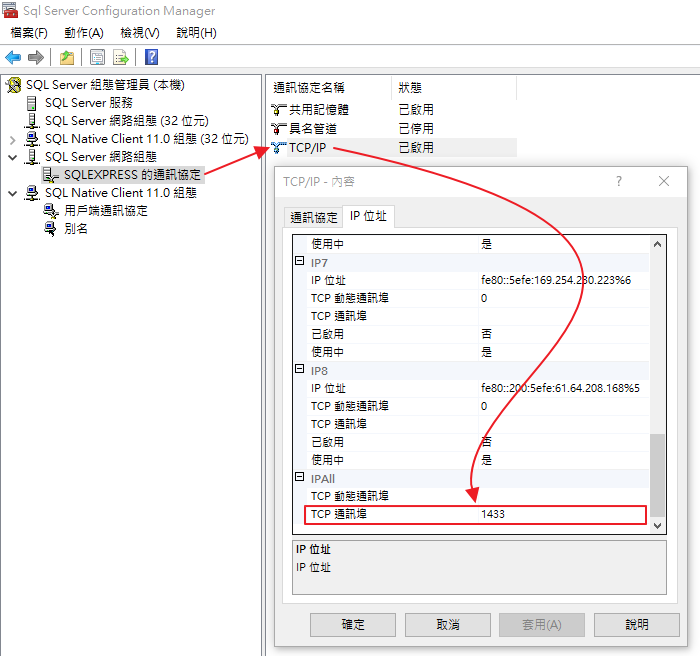 Sql Server Configuration Manager
檔案(F) 動作(A) 檢視(V) 說明(H)
SQL Server 組態管理員 (本機)
SQL Server 服務
SQL Server 網路組態 (32 位元)
SQL Native Client 11.0 組態 (32 位元)
SQL Server 網路組態
SQLEXPRESS 的通訊協定
SQL Native Client 11.0 組態
用戶端通訊協定
別名
通訊協定名稱 狀態
共用記憶體 已啟用
具名管道 已停用
TCP/IP 已啟用
TCP/IP - 內容 ?
通訊協定 IP 位址
使用中 是
IP7
IP 位址 fe80::5efe:169.254.230.223%6
TCP 動態通訊埠 0
TCP 通訊埠
已啟用 否
使用中 是
IP8
IP 位址 fe80::200:5efe:61.64.208.168%5
TCP 動態通訊埠 0
TCP 通訊埠
已啟用 否
使用中 是
IPAll
TCP 動態通訊埠
TCP 通訊埠 1433
IP 位址
IP 位址
確定 取消 套用(A) 說明